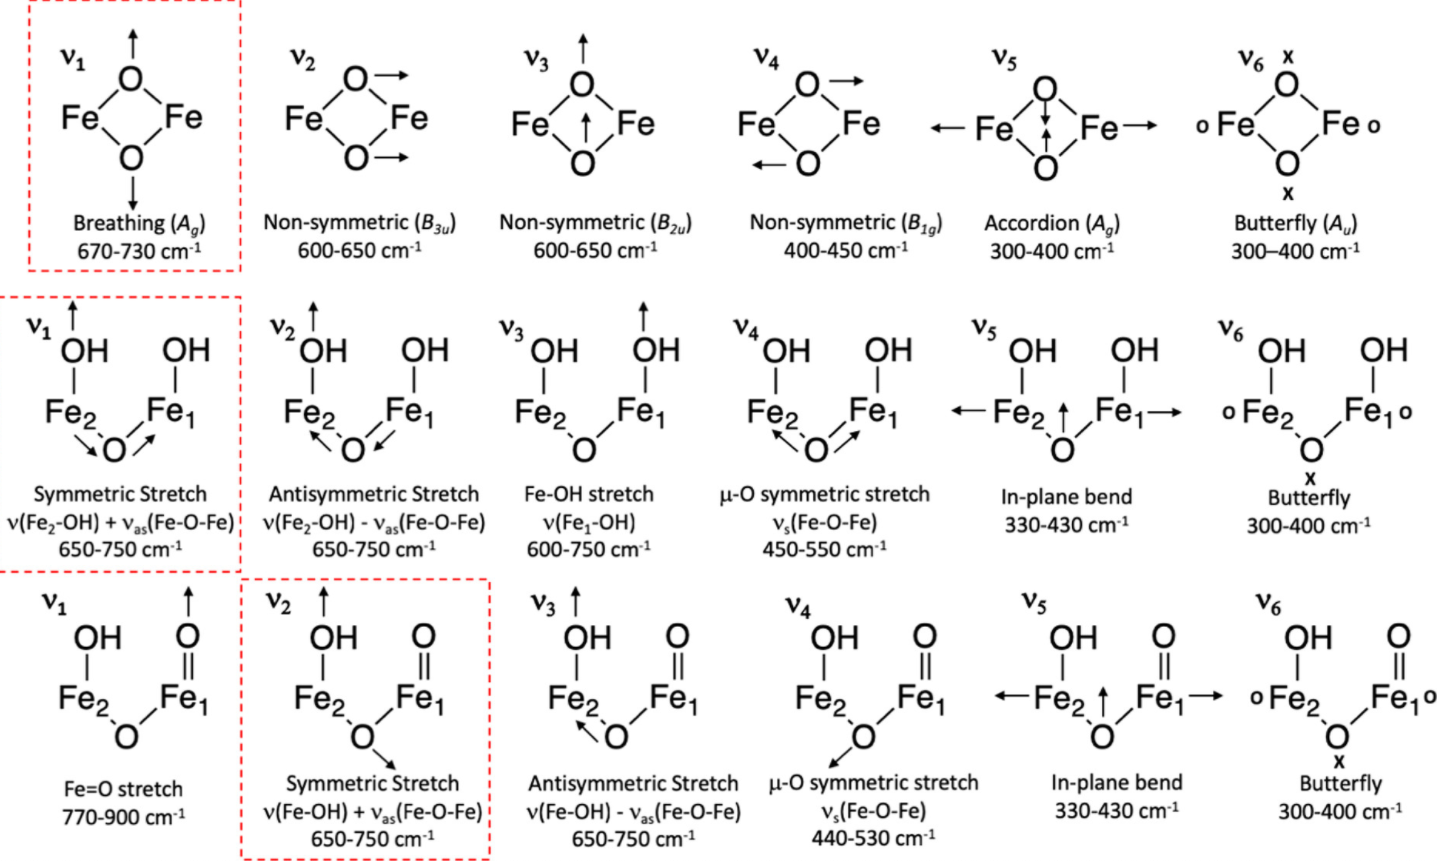 ν1 ν2 ν3 ν4 ν5 ν6 x
O O O O O O
Fe Fe Fe Fe Fe Fe Fe Fe Fe Fe o Fe Fe o
O O O O O O
x
Breathing (Ag) Non-symmetric (B3u) Non-symmetric (B2u) Non-symmetric (B1g) Accordion (Ag) Butterfly (Au)
670-730 cm-1 600-650 cm-1 600-650 cm-1 400-450 cm-1 300-400 cm-1 300–400 cm-1
ν1 ν2 ν3 ν4 ν5 ν6
OH OH OH OH OH OH OH OH OH OH OH OH
Fe2 Fe1 Fe2 Fe1 Fe2 Fe1 Fe2 Fe1 Fe2 Fe1 o Fe2 Fe1 o
O O O O O O
x
Symmetric Stretch Antisymmetric Stretch Fe-OH stretch μ-O symmetric stretch In-plane bend Butterfly
ν(Fe2-OH) + νas(Fe-O-Fe) ν(Fe2-OH) - νas(Fe-O-Fe) ν(Fe1-OH) νs(Fe-O-Fe) 330-430 cm-1 300-400 cm-1
650-750 cm-1 650-750 cm-1 600-750 cm-1 450-550 cm-1
ν1 ν2 ν3 ν4 ν5 ν6
OH O OH O OH O OH O OH O OH O
Fe2 Fe1 Fe2 Fe1 Fe2 Fe1 Fe2 Fe1 Fe2 Fe1 o Fe2 Fe1 o
O O O O O O
x
Fe=O stretch Symmetric Stretch Antisymmetric Stretch μ-O symmetric stretch In-plane bend Butterfly
770-900 cm-1 ν(Fe-OH) + νas(Fe-O-Fe) ν(Fe-OH) - νas(Fe-O-Fe) νs(Fe-O-Fe) 330-430 cm-1 300-400 cm-1
650-750 cm-1 650-750 cm-1 440-530 cm-1